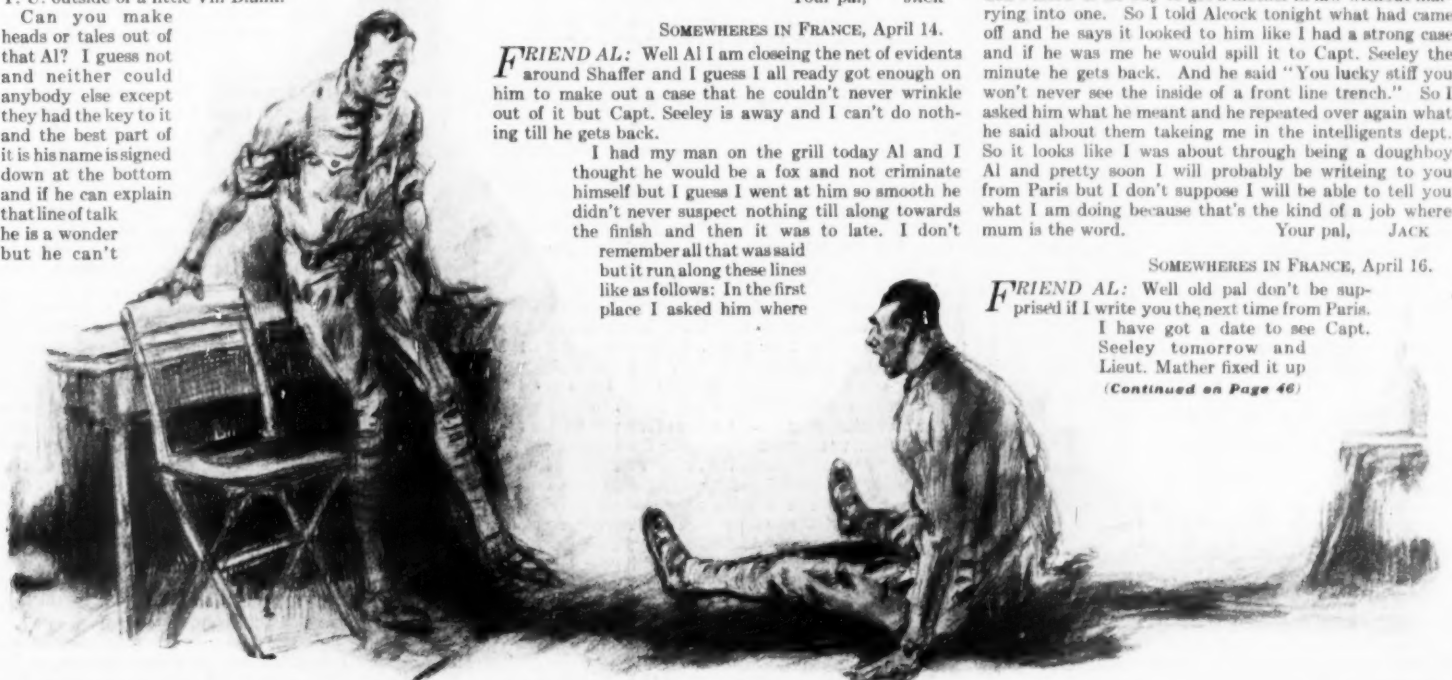 Can you make
heads or tales out of
that Al? I guess not
and neither could
anybody else except
they had the key to it
and the best part of
it is his name is signed
down at the bottom
and if he can explain
that line of talk
he is a wonder
but he can't
SOMEWHERES IN FRANCE, April 14.
FRIEND AL: Well Al I am closeing the net of evidents
around Shaffer and I guess I all ready got enough on
him to make out a case that he couldn't never wrinkle
out of it but Capt. Seeley is away and I can't do noth-
ing till he gets back.
I had my man on the grill today Al and I
thought he would be a fox and not criminate
himself but I guess I went at him so smooth he
didn't never suspect nothing till along towards
the finish and then it was to late. I don't
remember all that was said
but it run along these lines
like as follows: In the first
place I asked him where
rying into one. So I told Alcock tonight what had came
off and he says it looked to him like I had a strong case
and if he was me he would spill it to Capt. Seeley the
minute he gets back. And he said "You lucky stiff you
won't never see the inside of a front line trench." So I
asked him what he meant and he repeated over again what
he said about them takeing me in the intelligents dept.
So it looks like I was about through being a doughboy
Al and pretty soon I will probably be writeing to you
from Paris but I don't suppose I will be able to tell you
what I am doing because that's the kind of a job where
mum is the word. Your pal, JACK
SOMEWHERES IN FRANCE, April 16.
FRIEND AL: Well old pal don't be sup-
prised if I write you the next time from Paris.
I have got a date to see Capt.
Seeley tomorrow and
Lieut. Mather fixed it up
(Continued on Page 46)